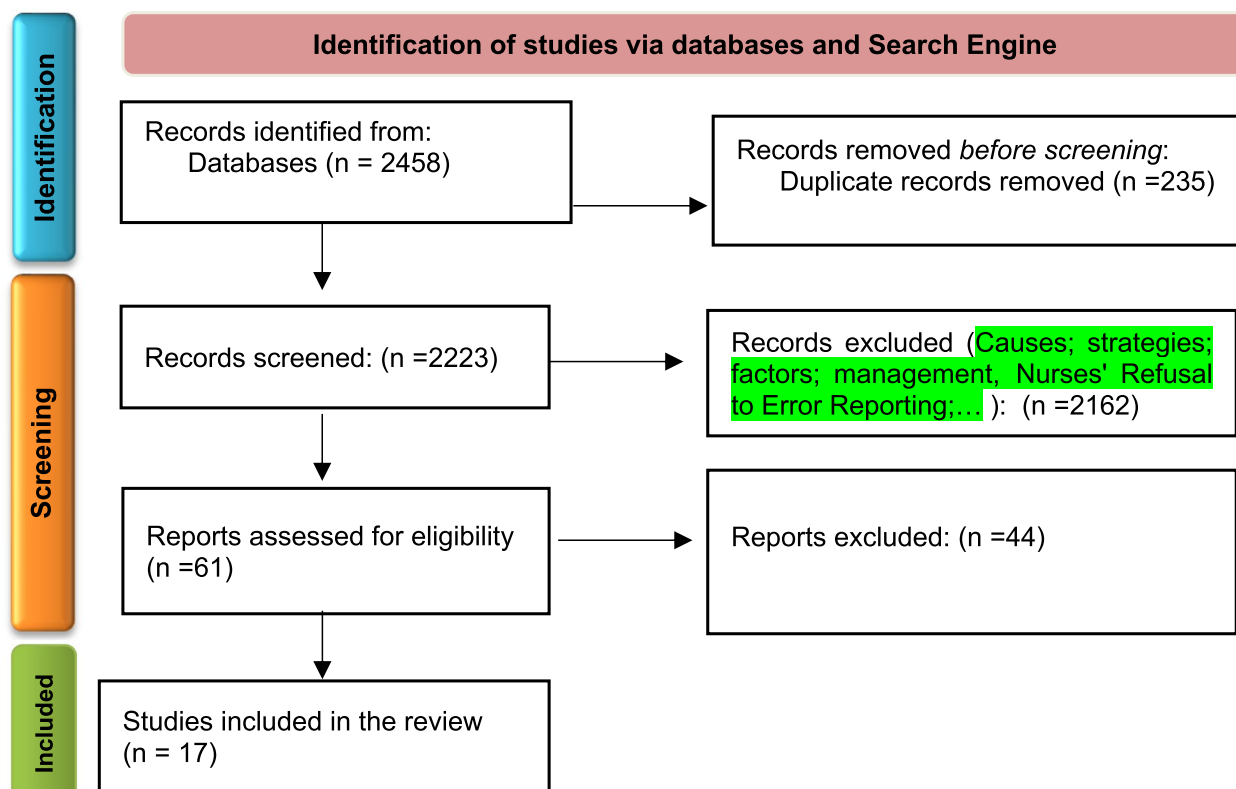 Identification of studies via databases and Search Engine
Identification
Records identified from:
Databases (n = 2458)
Records removed before screening:
Duplicate records removed (n =235)
Screening
Records screened: (n =2223)
Records excluded (Causes; strategies;
factors; management, Nurses' Refusal
to Error Reporting;… ): (n =2162)
Reports assessed for eligibility
(n =61)
Reports excluded: (n =44)
Included
Studies included in the review
(n = 17)